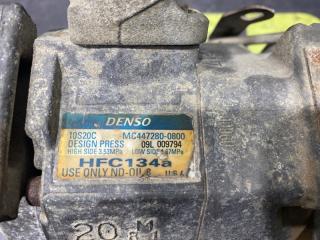 DENSO
10S20C MC447280-0800
DESIGN PRESS 09L 009794
HIGH SIDE 3.53MPa LOW SIDE 1.67MPa
HFC134a
USE ONLY ND-OIL 8 U.S.A
20 M